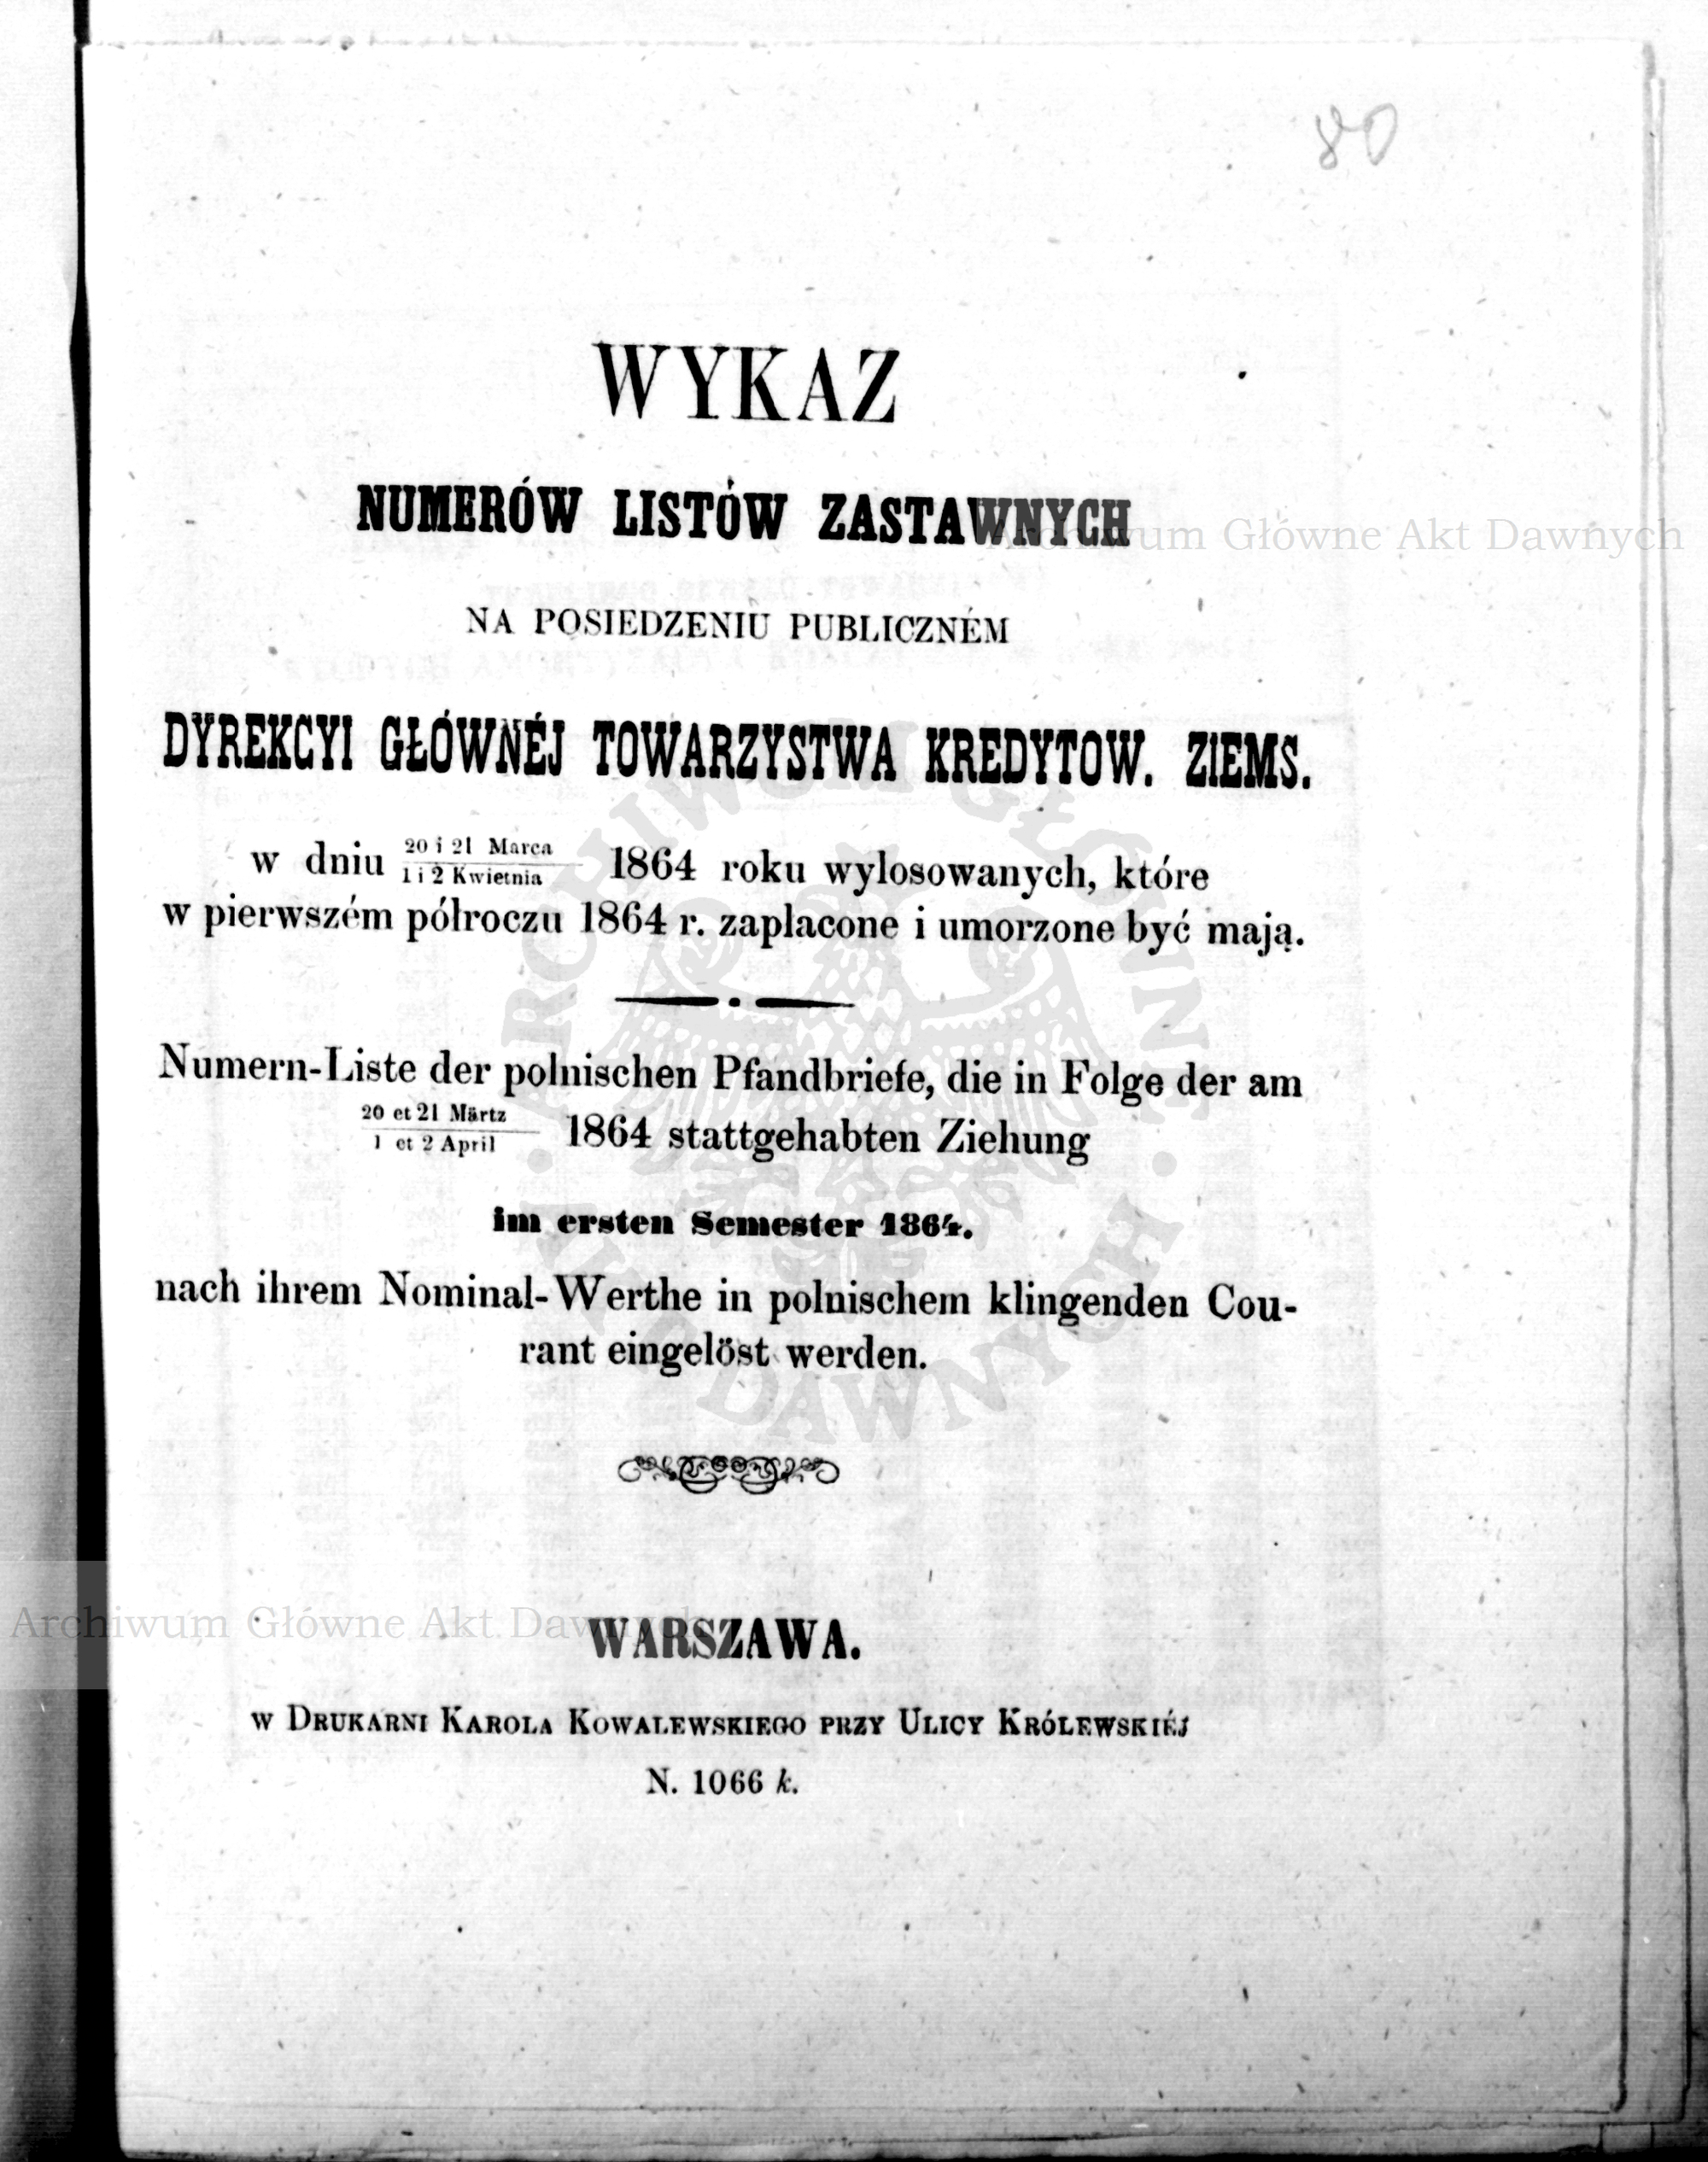 80
WYKAZ
NUMERÓW LISTÓW ZASTAWNYCH
Archiwum Główne Akt Dawnych
NA POSIEDZENIU PUBLICZNÉM
DYREKCYI GŁÓWNÉJ TOWARZYSTWA KREDYTOW. ZIEMS.
w dniu 20 i 21 Marca / 1 i 2 Kwietnia 1864 roku wylosowanych, które
w pierwszém półroczu 1864 r. zapłacone i umorzone być mają.
Numern-Liste der polnischen Pfandbriefe, die in Folge der am
20 et 21 Märtz / 1 et 2 April 1864 stattgehabten Ziehung
im ersten Semester 1864.
nach ihrem Nominal-Werthe in polnischem klingenden Cou-
rant eingelöst werden.
ARCHIWUM GŁÓWNE AKT DAWNYCH
Archiwum Główne Akt Dawnych
WARSZAWA.
w Drukarni Karola Kowalewskiego przy Ulicy Królewskiéj
N. 1066 k.